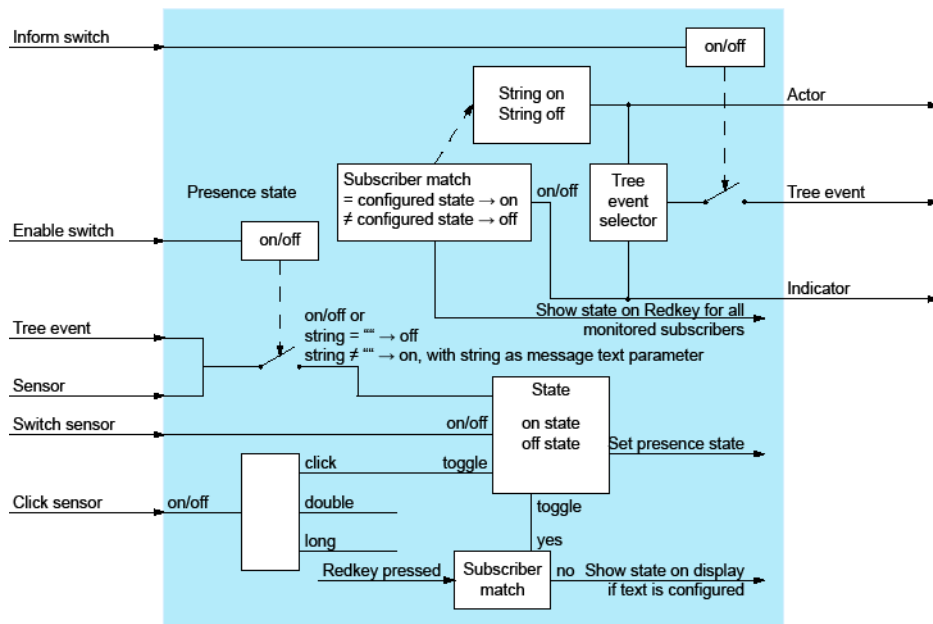 Inform switch
on/off
String on
String off
Actor
Subscriber match
= configured state → on
≠ configured state → off
on/off
Tree
event
selector
Tree event
Presence state
Enable switch
on/off
Indicator
Show state on Redkey for all
monitored subscribers
on/off or
string = ““ → off
string ≠ ““ → on, with string as message text parameter
Tree event
Sensor
State
on state
off state
Switch sensor
on/off
Set presence state
click
toggle
Click sensor
on/off
double
long
toggle
yes
Redkey pressed
Subscriber
match
no
Show state on display
if text is configured